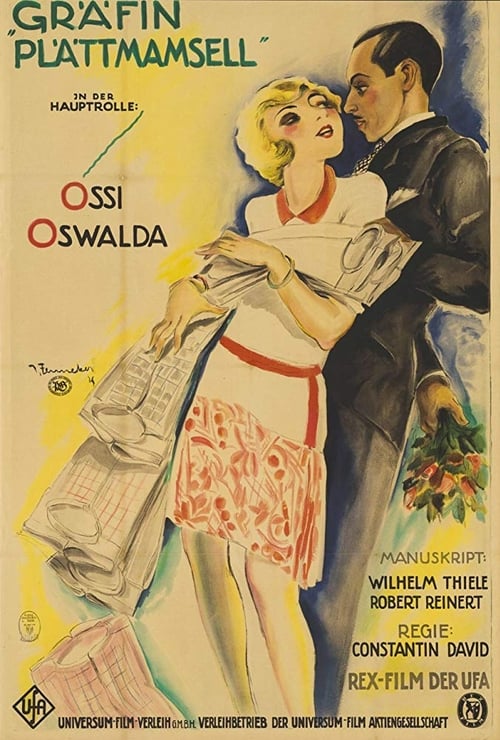 "GRÄFIN
PLÄTTMAMSELL"
IN DER
HAUPTROLLE:
OSSI
OSWALDA
MANUSKRIPT:
WILHELM THIELE
ROBERT REINERT
REGIE:
CONSTANTIN DAVID
REX-FILM DER UFA
UFA
UNIVERSUM-FILM-VERLEIH G.M.B.H. VERLEIHBETRIEB DER UNIVERSUM-FILM AKTIENGESELLSCHAFT